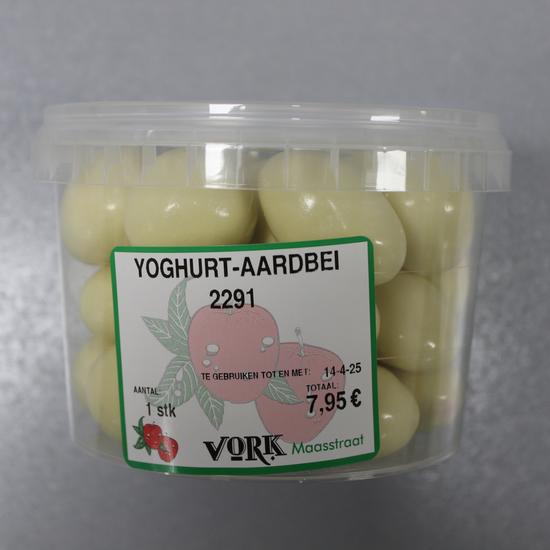 YOGHURT-AARDBEI
2291
TE GEBRUIKEN TOT EN MET: 14-4-25
AANTAL: TOTAAL:
1 stk 7,95 €
VORK Maasstraat